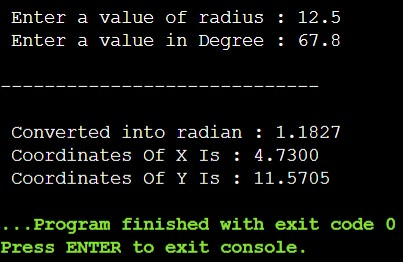 Enter a value of radius : 12.5
Enter a value in Degree : 67.8
-----------------------------
Converted into radian : 1.1827
Coordinates Of X Is : 4.7300
Coordinates Of Y Is : 11.5705
...Program finished with exit code 0
Press ENTER to exit console.